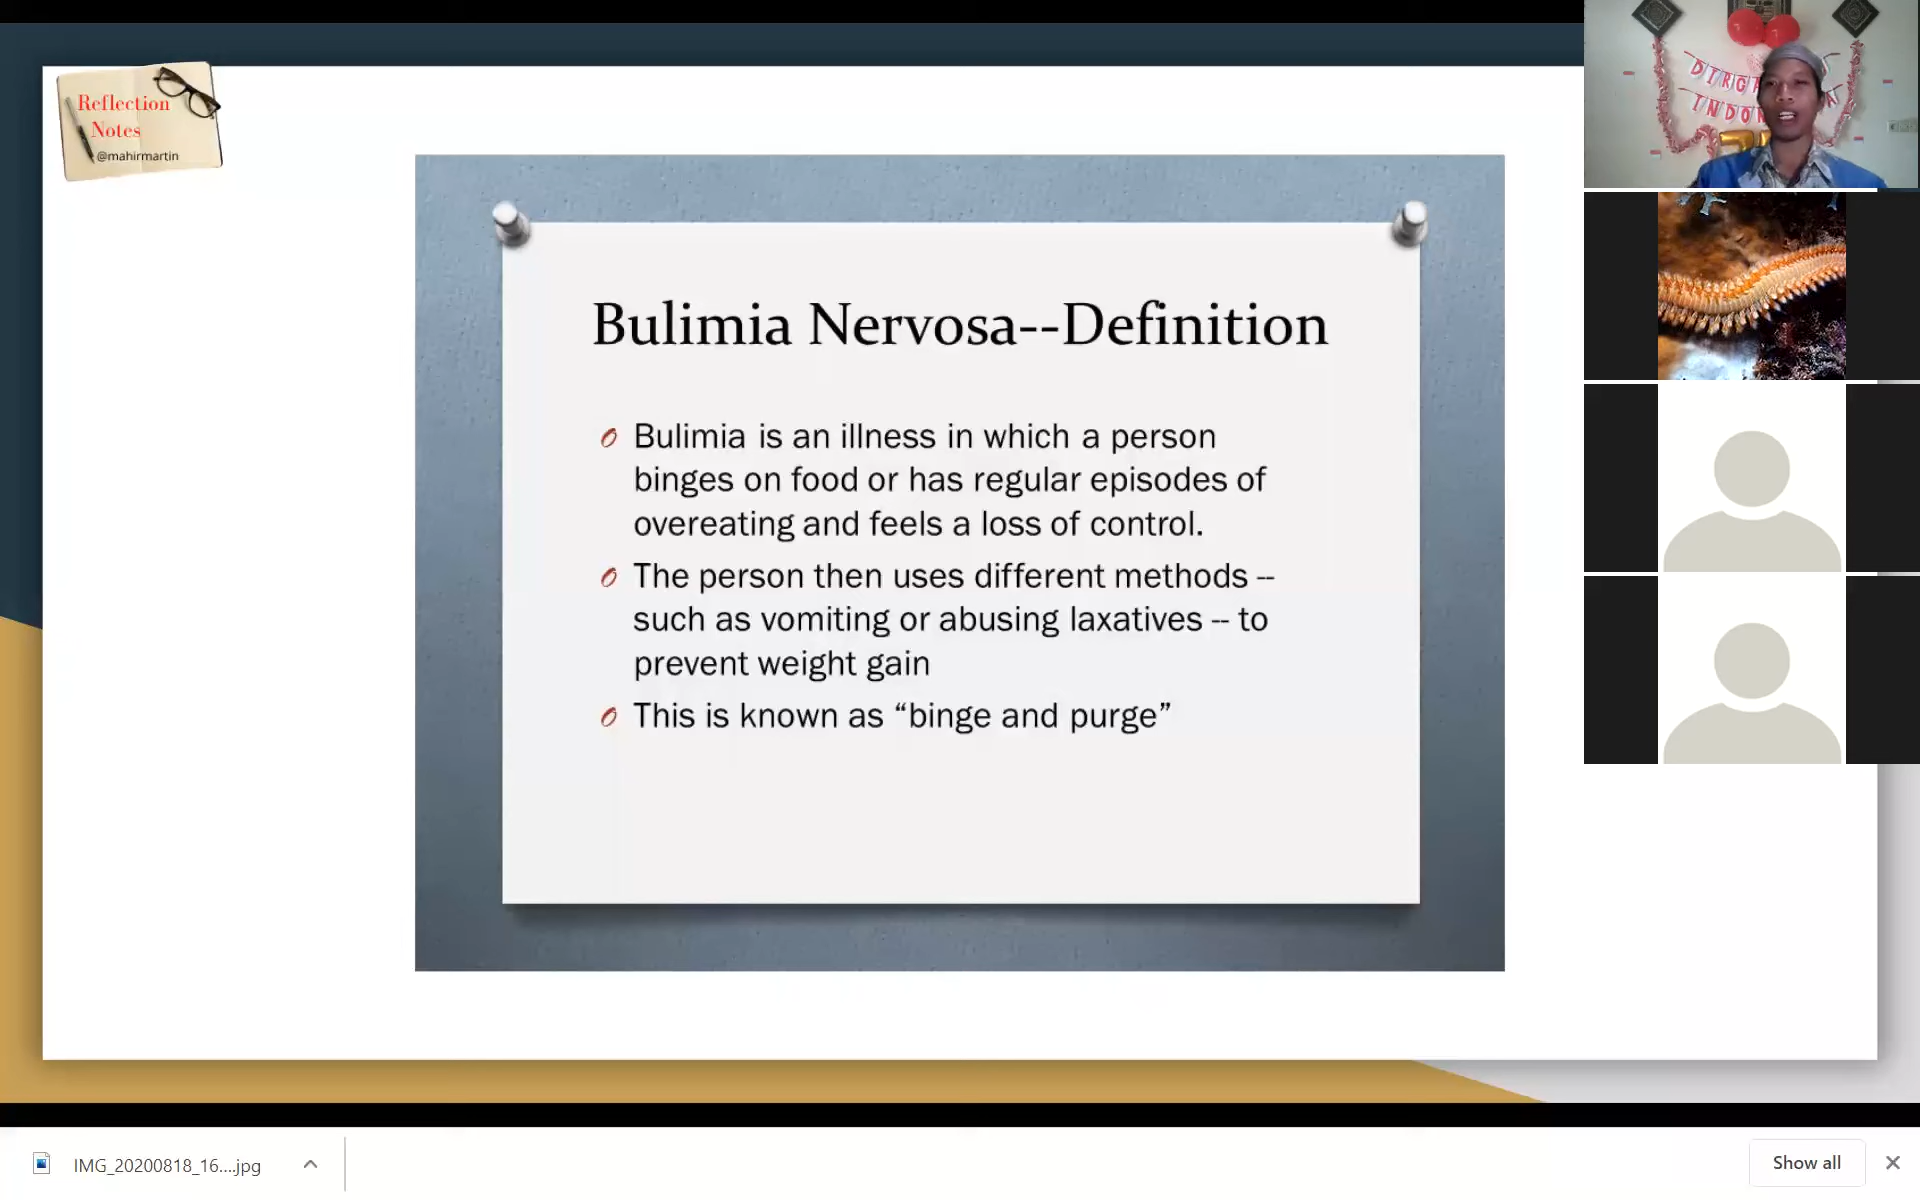 Reflection
Notes
@mahirmartin
Bulimia Nervosa--Definition
Bulimia is an illness in which a person
binges on food or has regular episodes of
overeating and feels a loss of control.
The person then uses different methods --
such as vomiting or abusing laxatives -- to
prevent weight gain
This is known as “binge and purge”
IMG_20200818_16....jpg
Show all